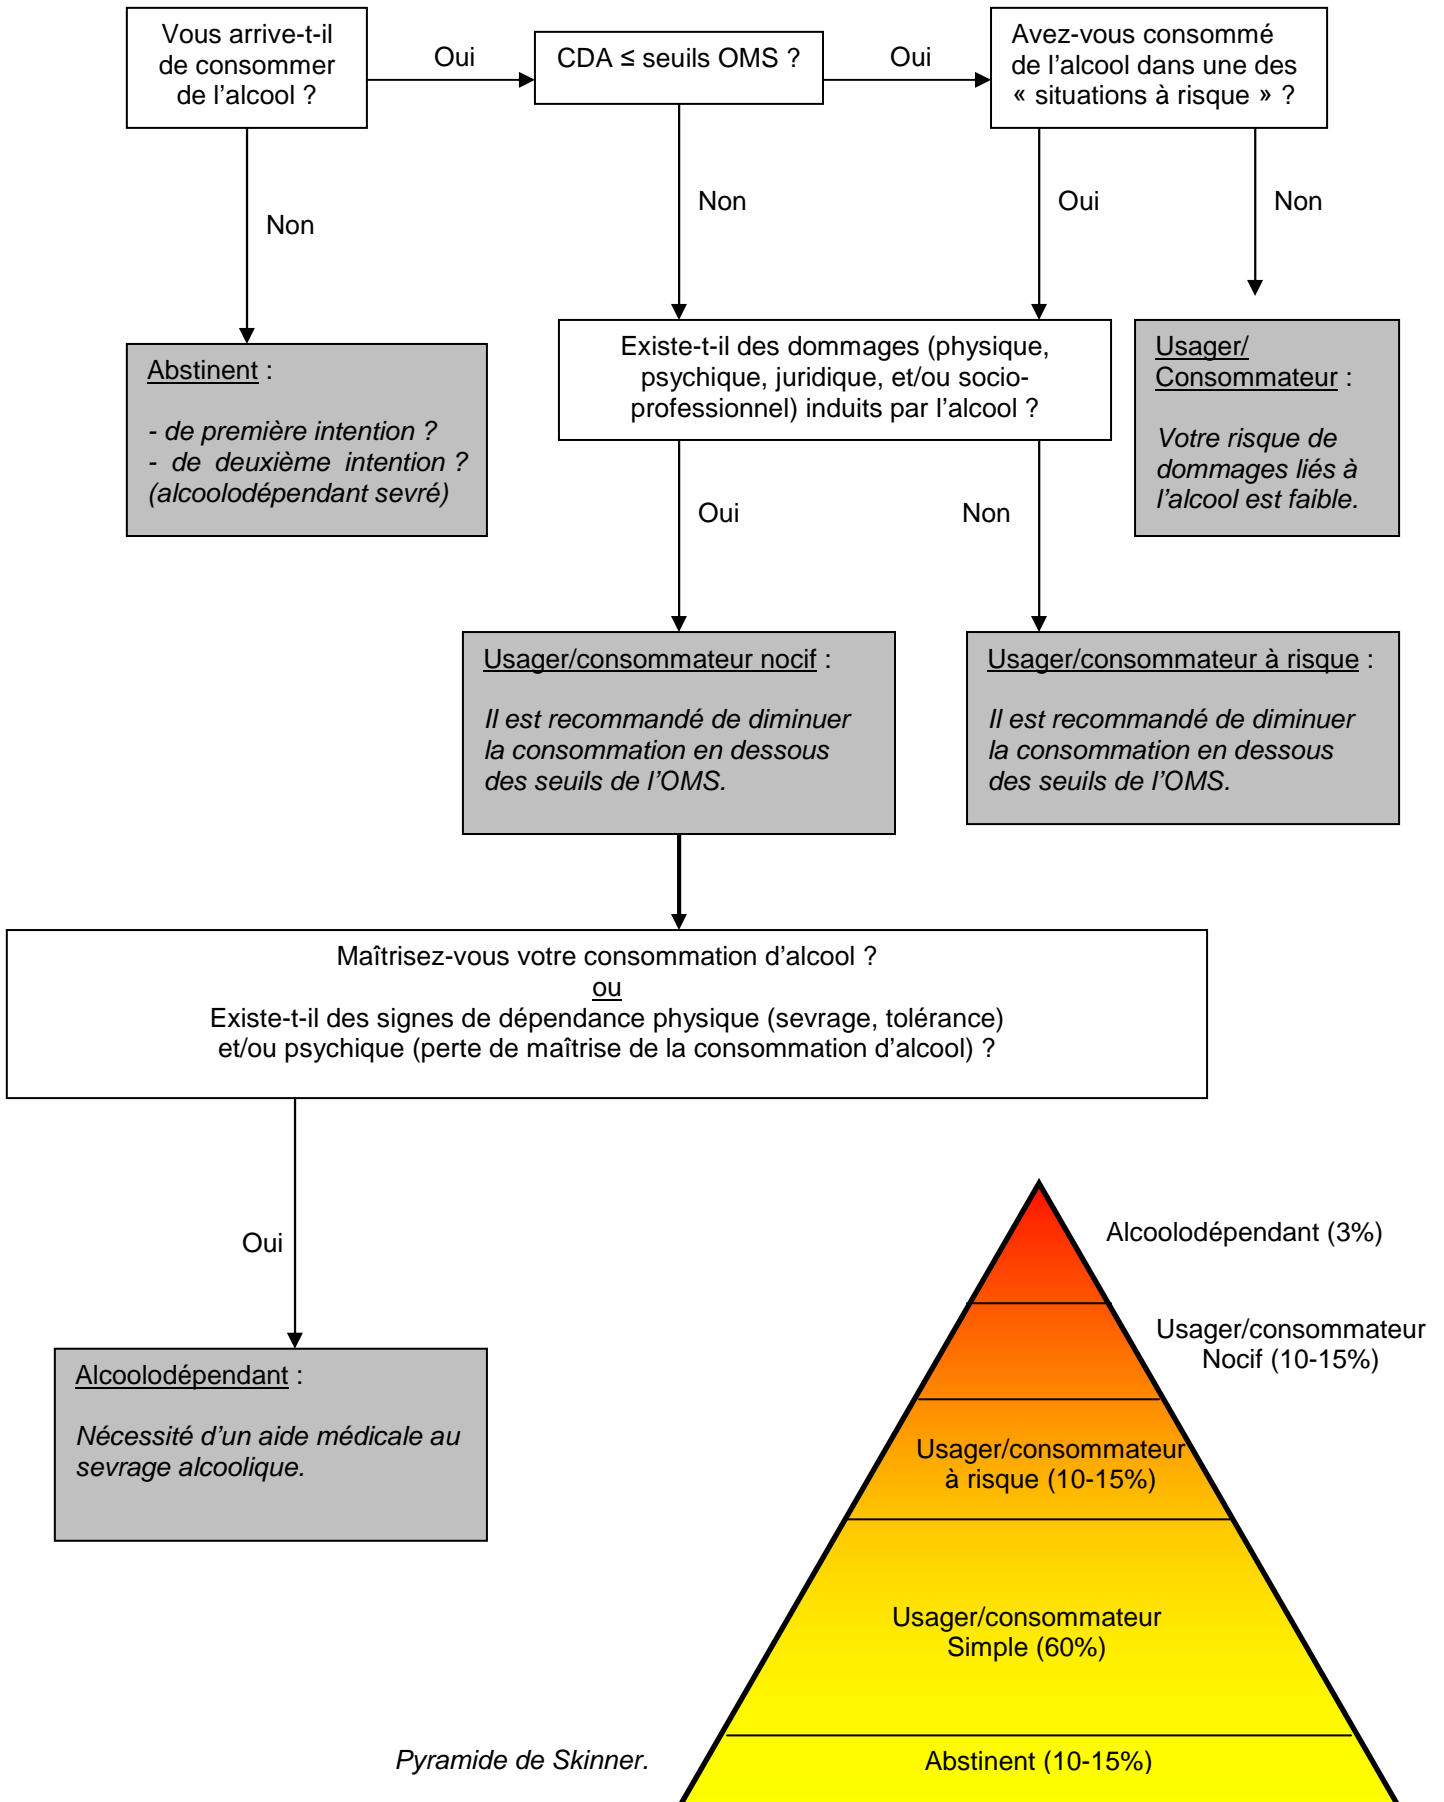 Vous arrive-t-il
de consommer
de l'alcool ?
Oui
CDA ≤ seuils OMS ?
Oui
Avez-vous consommé
de l'alcool dans une des
« situations à risque » ?
Non
Non
Oui
Non
Abstinent :
- de première intention ?
- de deuxième intention ?
(alcoolodépendant sevré)
Existe-t-il des dommages (physique,
psychique, juridique, et/ou socio-
professionnel) induits par l'alcool ?
Usager/
Consommateur :
Votre risque de
dommages liés à
l'alcool est faible.
Oui
Non
Usager/consommateur nocif :
Il est recommandé de diminuer
la consommation en dessous
des seuils de l'OMS.
Usager/consommateur à risque :
Il est recommandé de diminuer
la consommation en dessous
des seuils de l'OMS.
Maîtrisez-vous votre consommation d'alcool ?
ou
Existe-t-il des signes de dépendance physique (sevrage, tolérance)
et/ou psychique (perte de maîtrise de la consommation d'alcool) ?
Oui
Alcoolodépendant :
Nécessité d'un aide médicale au
sevrage alcoolique.
Alcoolodépendant (3%)
Usager/consommateur
Nocif (10-15%)
Usager/consommateur
à risque (10-15%)
Usager/consommateur
Simple (60%)
Abstinent (10-15%)
Pyramide de Skinner.